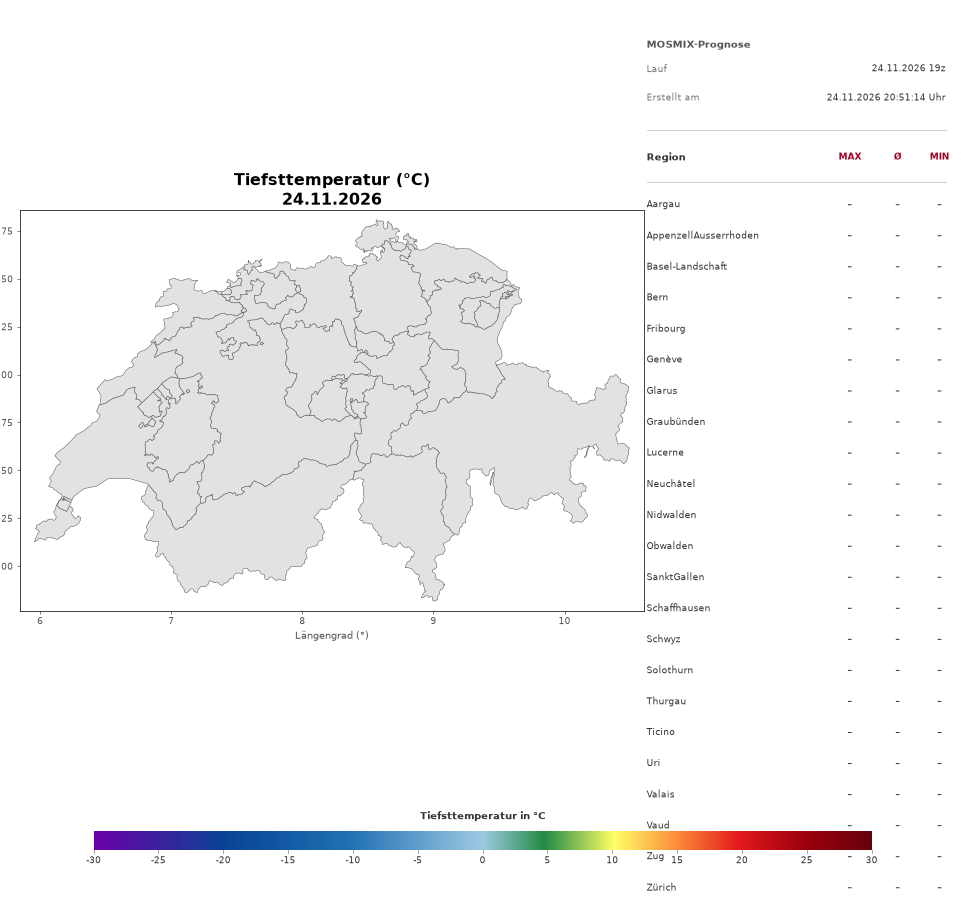 MOSMIX-Prognose
Lauf 24.11.2026 19z
Erstellt am 24.11.2026 20:51:14 Uhr
Region MAX Ø MIN
Tiefsttemperatur (°C)
24.11.2026
75
50
25
00
75
50
25
00
6 7 8 9 10
Längengrad (°)
Aargau – – –
AppenzellAusserrhoden – – –
Basel-Landschaft – – –
Bern – – –
Fribourg – – –
Genève – – –
Glarus – – –
Graubünden – – –
Lucerne – – –
Neuchâtel – – –
Nidwalden – – –
Obwalden – – –
SanktGallen – – –
Schaffhausen – – –
Schwyz – – –
Solothurn – – –
Thurgau – – –
Ticino – – –
Uri – – –
Valais – – –
Vaud – – –
Zug – – –
Zürich – – –
Tiefsttemperatur in °C
-30 -25 -20 -15 -10 -5 0 5 10 15 20 25 30